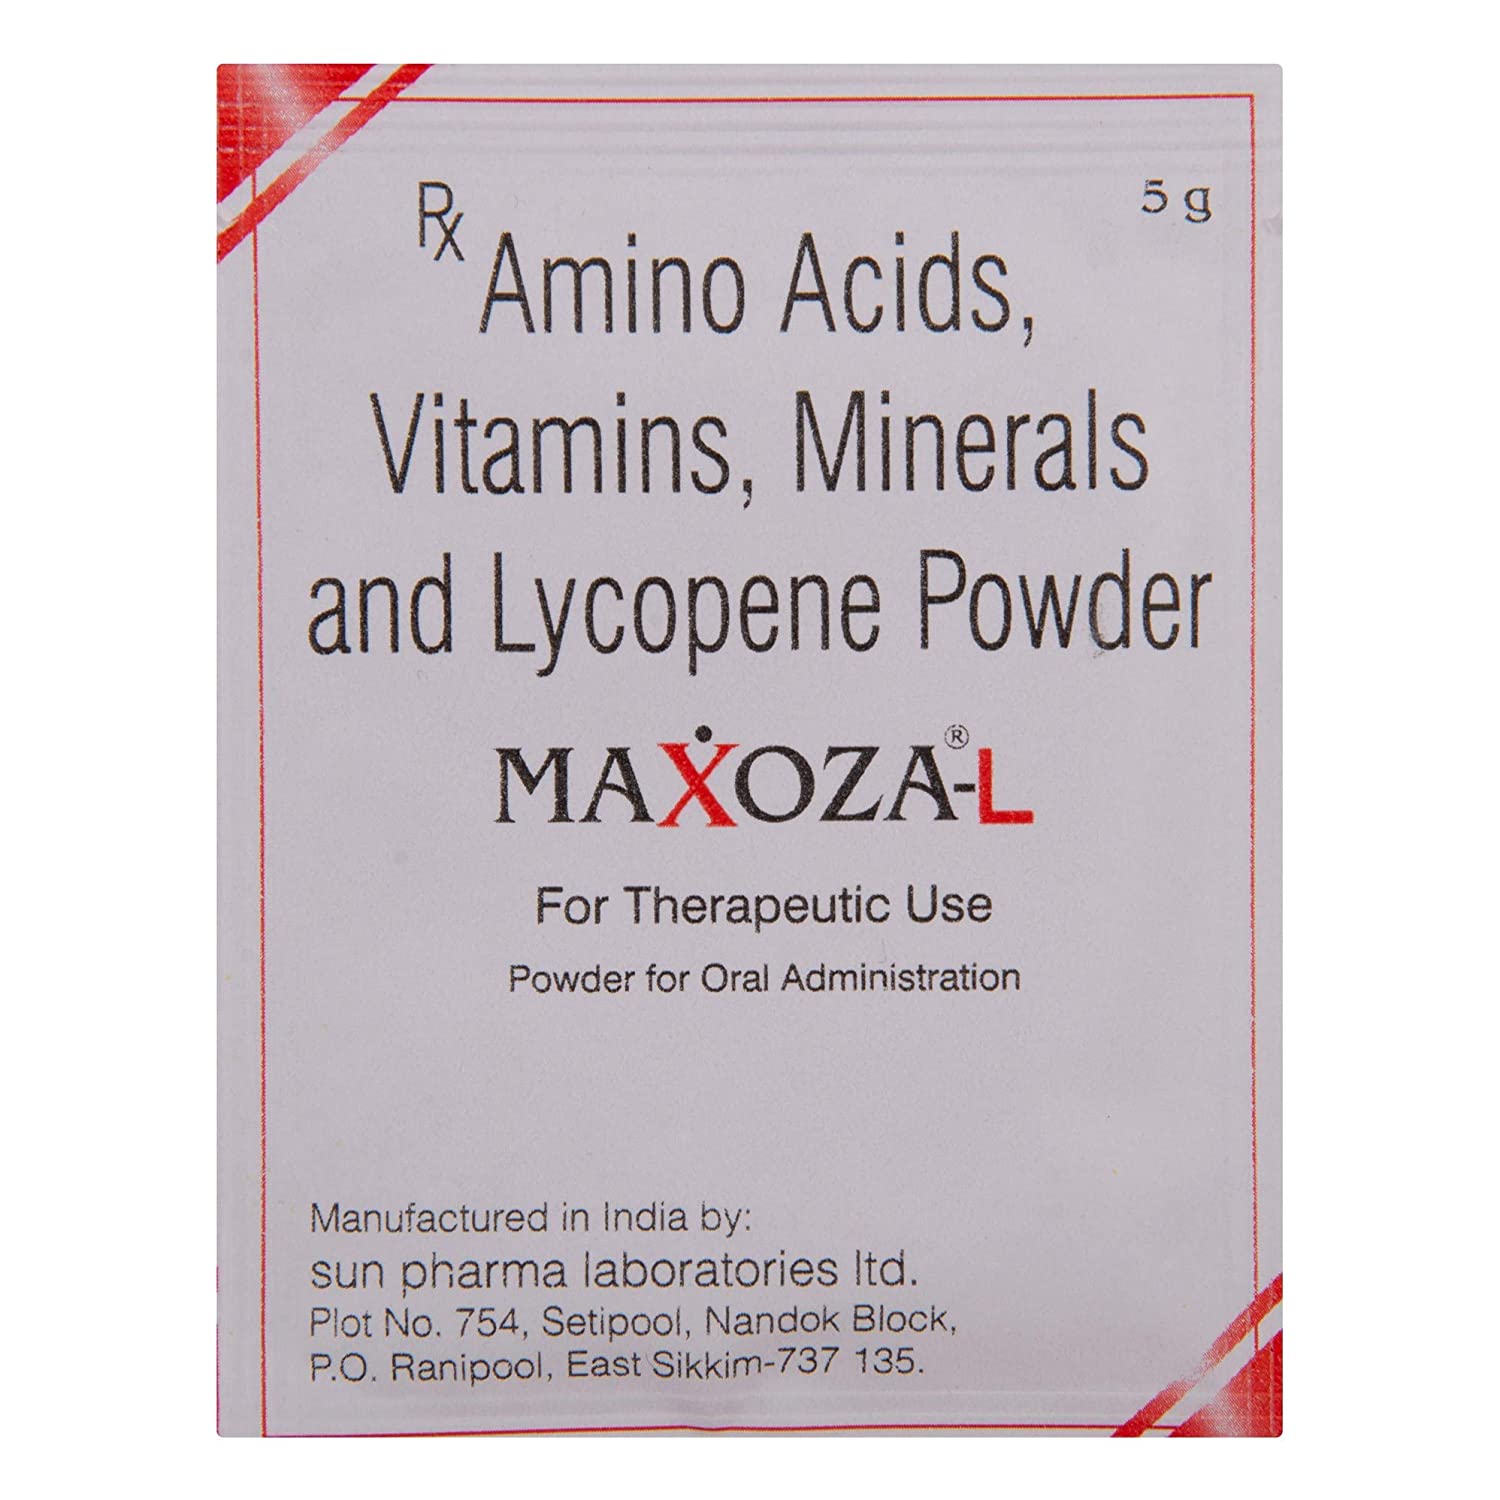 Rx
5 g
Amino Acids,
Vitamins, Minerals
and Lycopene Powder
MAXOZA®-L
For Therapeutic Use
Powder for Oral Administration
Manufactured in India by:
sun pharma laboratories ltd.
Plot No. 754, Setipool, Nandok Block,
P.O. Ranipool, East Sikkim-737 135.